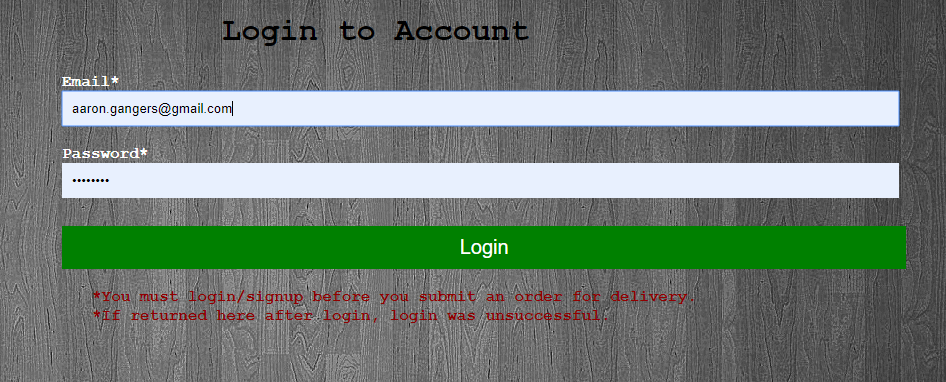 Login to Account
Email*
aaron.gangers@gmail.com
Password*
••••••••
Login
*You must login/signup before you submit an order for delivery.
*If returned here after login, login was unsuccessful.